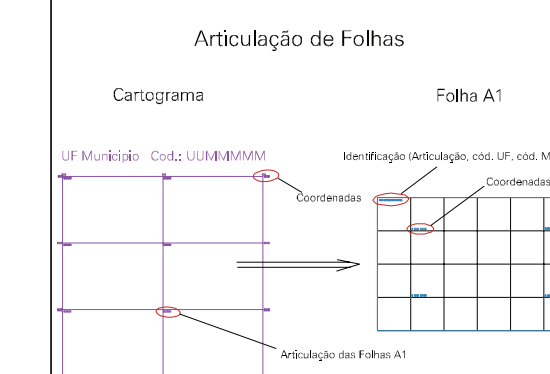 Articulação de Folhas
Cartograma
Folha A1
UF Municipio Cod.: UUMMMMM
Identificação (Articulação, cód. UF, cód. M
Coordenadas
Coordenadas
Articulação das Folhas A1